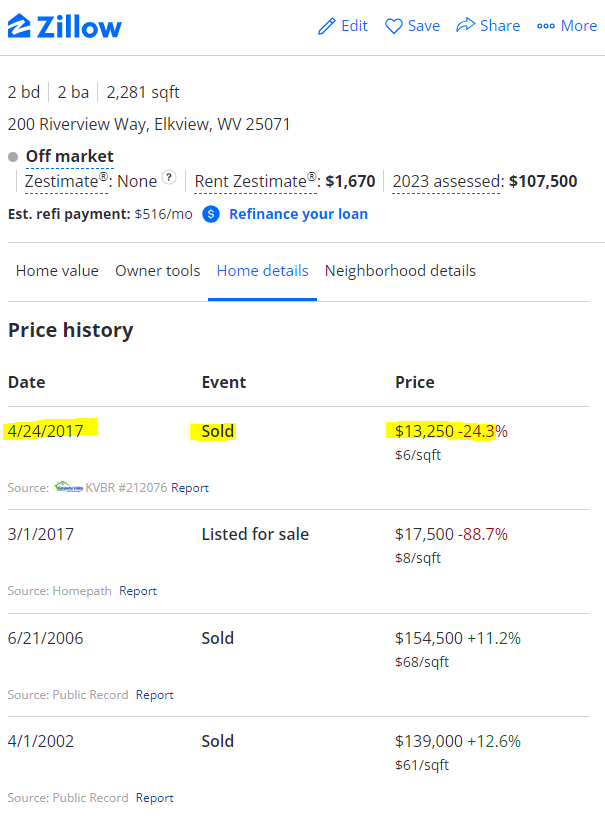 Zillow
Edit Save Share More
2 bd 2 ba 2,281 sqft
200 Riverview Way, Elkview, WV 25071
Off market
Zestimate®: None ? Rent Zestimate®: $1,670 2023 assessed: $107,500
Est. refi payment: $516/mo $ Refinance your loan
Home value Owner tools Home details Neighborhood details
Price history
Date Event Price
4/24/2017 Sold $13,250 -24.3%
$6/sqft
Source: KVBR #212076 Report
3/1/2017 Listed for sale $17,500 -88.7%
$8/sqft
Source: Homepath Report
6/21/2006 Sold $154,500 +11.2%
$68/sqft
Source: Public Record Report
4/1/2002 Sold $139,000 +12.6%
$61/sqft
Source: Public Record Report